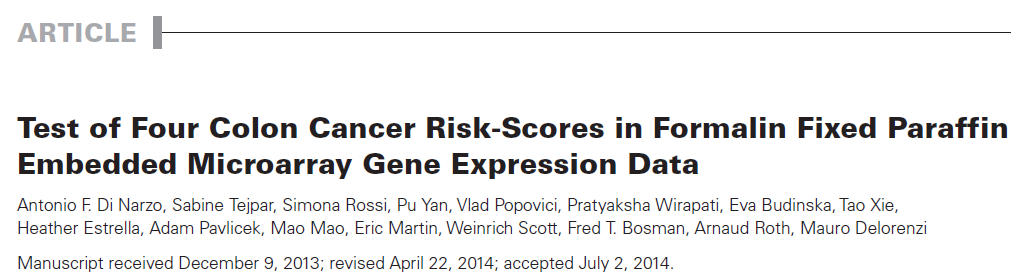 ARTICLE
Test of Four Colon Cancer Risk-Scores in Formalin Fixed Paraffin
Embedded Microarray Gene Expression Data
Antonio F. Di Narzo, Sabine Tejpar, Simona Rossi, Pu Yan, Vlad Popovici, Pratyaksha Wirapati, Eva Budinska, Tao Xie,
Heather Estrella, Adam Pavlicek, Mao Mao, Eric Martin, Weinrich Scott, Fred T. Bosman, Arnaud Roth, Mauro Delorenzi
Manuscript received December 9, 2013; revised April 22, 2014; accepted July 2, 2014.